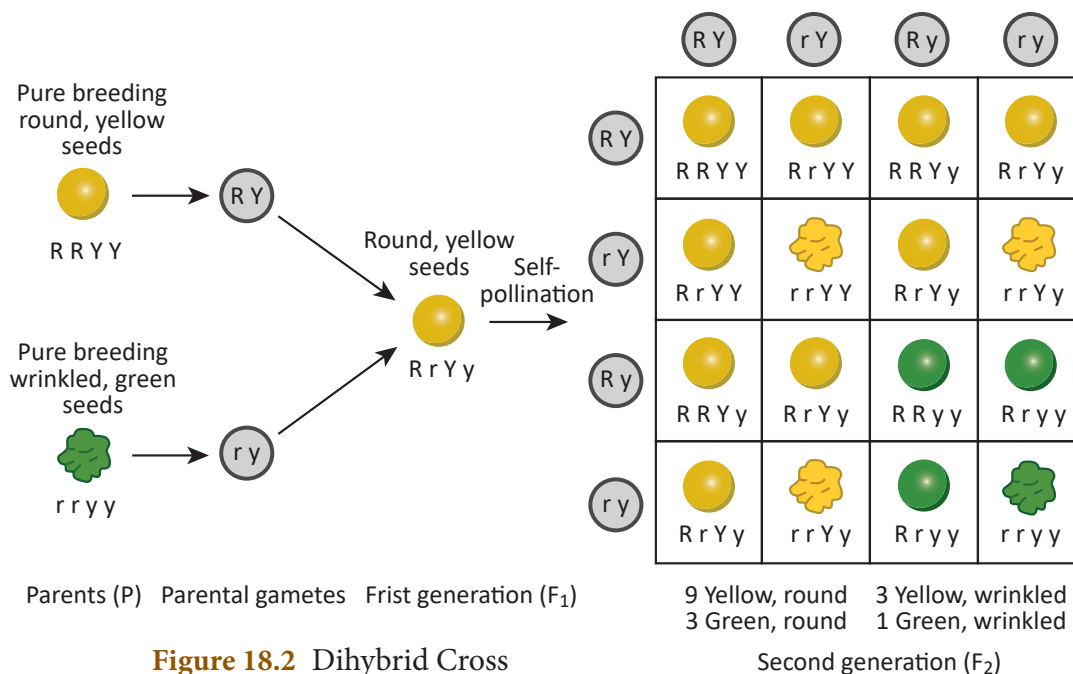 Pure breeding
round, yellow
seeds
R R Y Y
R Y
Pure breeding
wrinkled, green
seeds
r r y y
r y
Round, yellow
seeds
R r Y y
Self-
pollination
R Y r Y R y r y
R Y
R R Y Y R r Y Y R R Y y R r Y y
r Y
R r Y Y r r Y Y R r Y y r r Y y
R y
R R Y y R r Y y R R y y R r y y
r y
R r Y y r r Y y R r y y r r y y
Parents (P) Parental gametes Frist generation (F₁)
9 Yellow, round 3 Yellow, wrinkled
3 Green, round 1 Green, wrinkled
Second generation (F₂)
Figure 18.2 Dihybrid Cross